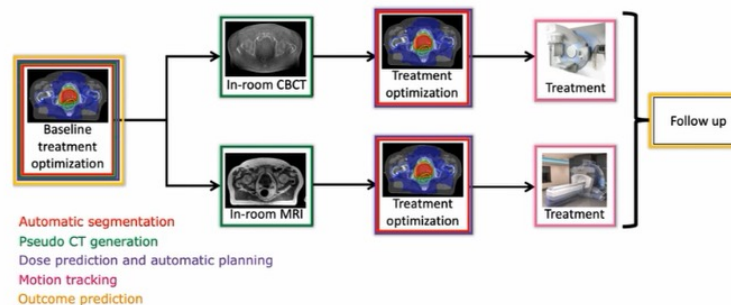 Baseline
treatment
optimization
In-room CBCT
Treatment
optimization
Treatment
In-room MRI
Treatment
optimization
Treatment
Follow up
Automatic segmentation
Pseudo CT generation
Dose prediction and automatic planning
Motion tracking
Outcome prediction